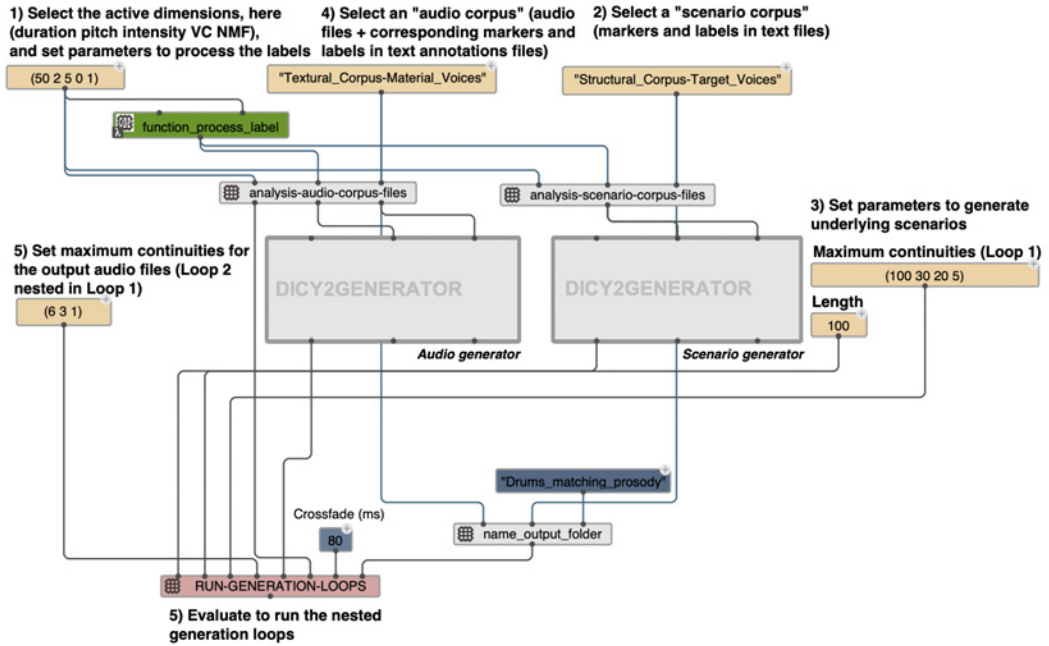 1) Select the active dimensions, here
(duration pitch intensity VC NMF),
and set parameters to process the labels
4) Select an "audio corpus" (audio
files + corresponding markers and
labels in text annotations files)
2) Select a "scenario corpus"
(markers and labels in text files)
(50 2 5 0 1)
"Textural_Corpus-Material_Voices"
"Structural_Corpus-Target_Voices"
function_process_label
analysis-audio-corpus-files
analysis-scenario-corpus-files
3) Set parameters to generate
underlying scenarios
Maximum continuities (Loop 1)
(100 30 20 5)
Length
100
5) Set maximum continuities for
the output audio files (Loop 2
nested in Loop 1)
(6 3 1)
DICY2GENERATOR
DICY2GENERATOR
Audio generator
Scenario generator
"Drums_matching_prosody"
Crossfade (ms)
80
name_output_folder
RUN-GENERATION-LOOPS
5) Evaluate to run the nested
generation loops